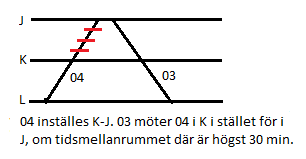 J
K
04
03
L
04 inställes K-J. 03 möter 04 i K i stället för i
J, om tidsmellanrummet där är högst 30 min.